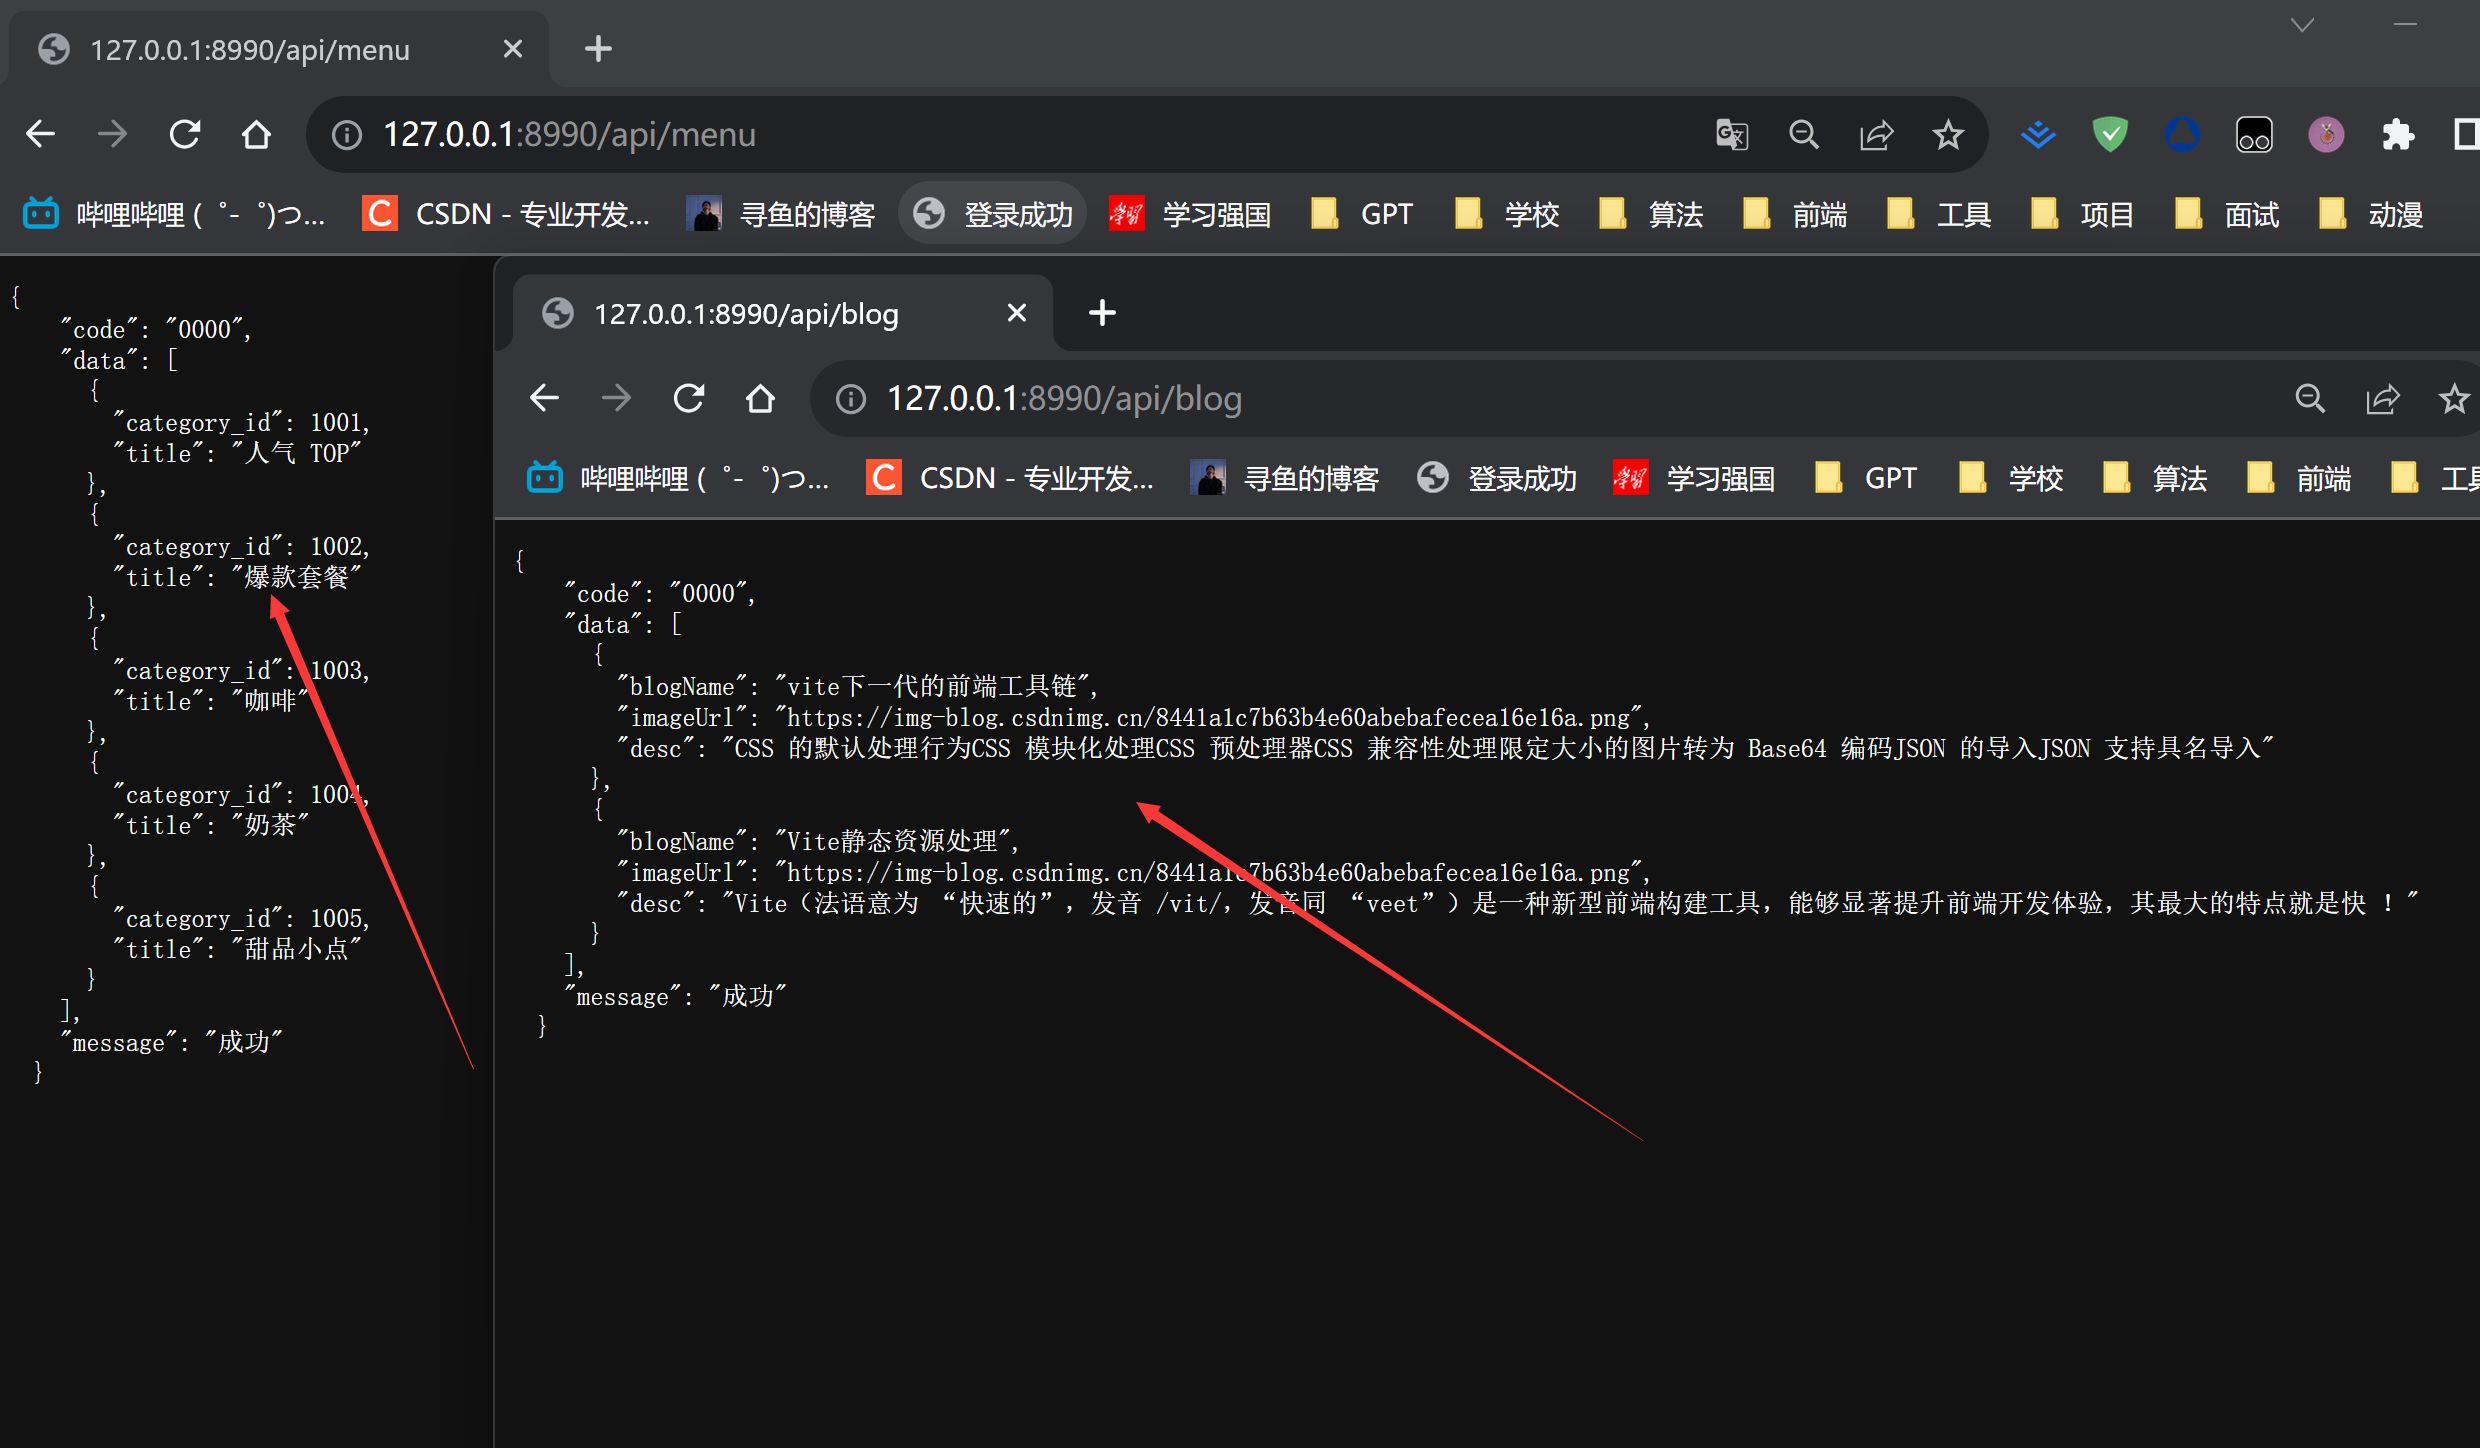 127.0.0.1:8990/api/menu
127.0.0.1:8990/api/menu
哔哩哔哩 (゜-゜)つ... CSDN - 专业开发... 寻鱼的博客 登录成功 学习强国 GPT 学校 算法 前端 工具 项目 面试 动漫
{
"code": "0000",
"data": [
{
"category_id": 1001,
"title": "人气 TOP"
},
{
"category_id": 1002,
"title": "爆款套餐"
},
{
"category_id": 1003,
"title": "咖啡"
},
{
"category_id": 1004,
"title": "奶茶"
},
{
"category_id": 1005,
"title": "甜品小点"
}
],
"message": "成功"
}
127.0.0.1:8990/api/blog
127.0.0.1:8990/api/blog
哔哩哔哩 (゜-゜)つ... CSDN - 专业开发... 寻鱼的博客 登录成功 学习强国 GPT 学校 算法 前端
{
"code": "0000",
"data": [
{
"blogName": "vite下一代的前端工具链",
"imageUrl": "https://img-blog.csdnimg.cn/8441a1c7b63b4e60abebafecea16e16a.png",
"desc": "CSS 的默认处理行为CSS 模块化处理CSS 预处理器CSS 兼容性处理限定大小的图片转为 Base64 编码JSON 的导入JSON 支持具名导入"
},
{
"blogName": "Vite静态资源处理",
"imageUrl": "https://img-blog.csdnimg.cn/8441a1c7b63b4e60abebafecea16e16a.png",
"desc": "Vite（法语意为 “快速的”，发音 /vit/，发音同 “veet”）是一种新型前端构建工具，能够显著提升前端开发体验，其最大的特点就是快 ！"
}
],
"message": "成功"
}